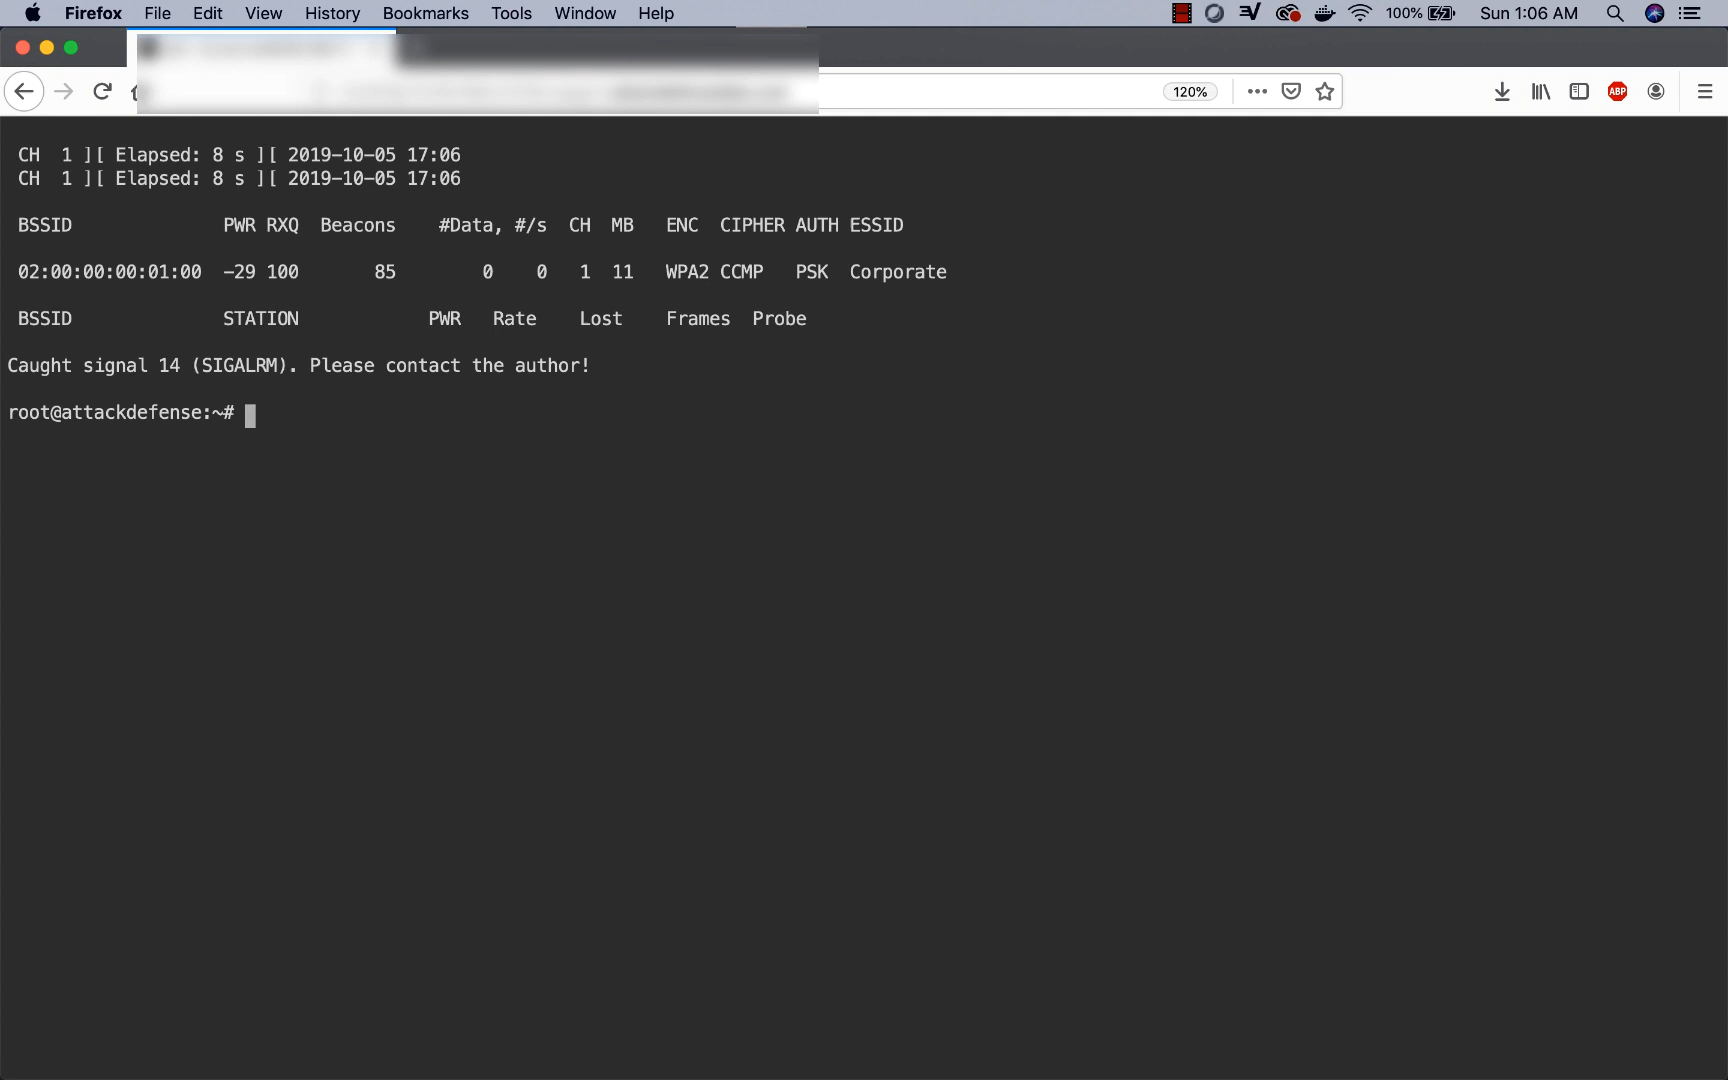 Firefox File Edit View History Bookmarks Tools Window Help 100% Sun 1:06 AM
120% ABP
CH 1 ][ Elapsed: 8 s ][ 2019-10-05 17:06
CH 1 ][ Elapsed: 8 s ][ 2019-10-05 17:06
BSSID PWR RXQ Beacons #Data, #/s CH MB ENC CIPHER AUTH ESSID
02:00:00:00:01:00 -29 100 85 0 0 1 11 WPA2 CCMP PSK Corporate
BSSID STATION PWR Rate Lost Frames Probe
Caught signal 14 (SIGALRM). Please contact the author!
root@attackdefense:~#